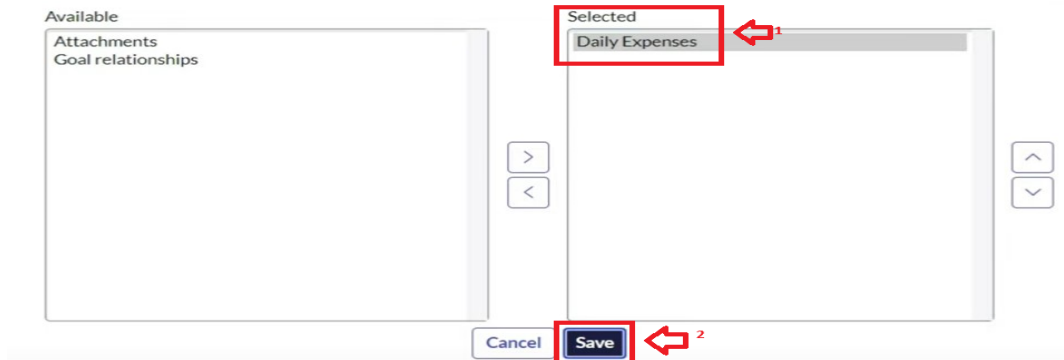 Available
Attachments
Goal relationships
Selected
Daily Expenses
1
>
<
Cancel
Save
2